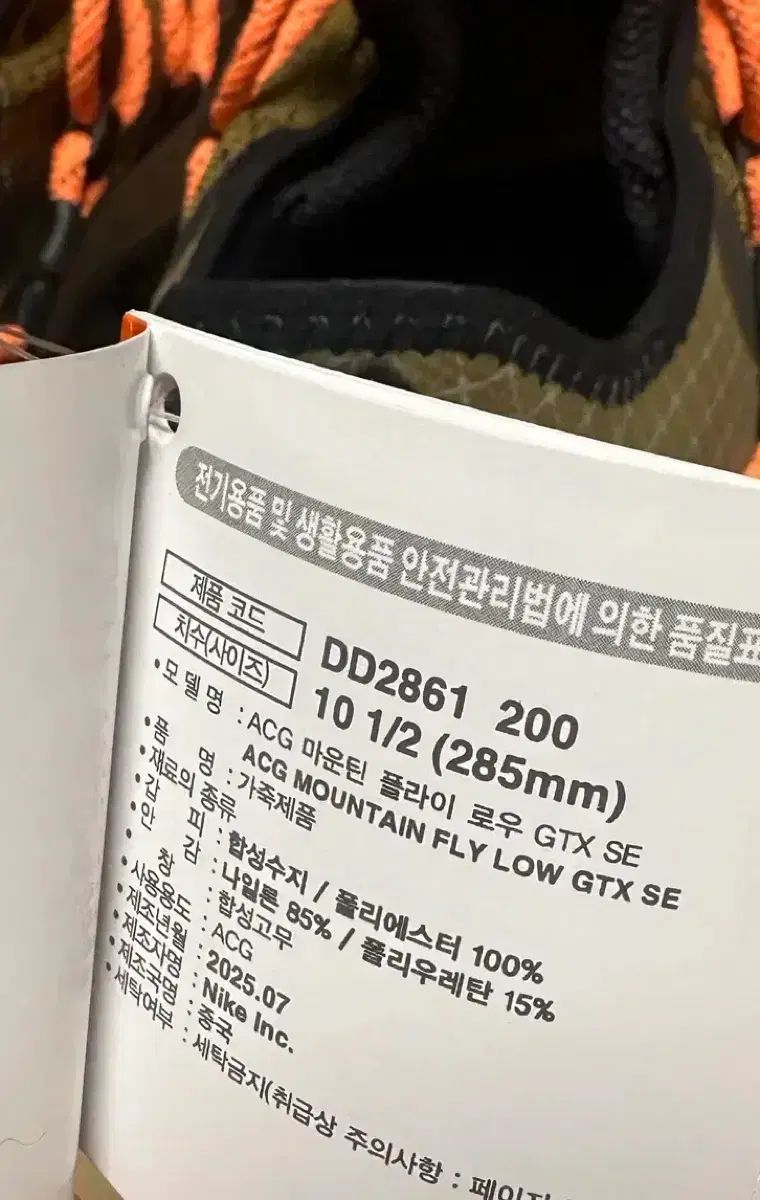 전기용품 및 생활용품 안전관리법에 의한 품질표
제품 코드 DD2861 200
치수(사이즈) 10 1/2 (285mm)
•모 델 명 : ACG 마운틴 플라이 로우 GTX SE
ACG MOUNTAIN FLY LOW GTX SE
•품 명 : 가죽제품
•재료의 종류
•겉 피 : 합성수지 / 폴리에스터 100%
•안 감 : 나일론 85% / 폴리우레탄 15%
•창 : 합성고무
•사용용도 : ACG
•제조년월 : 2025.07
•제조자명 : Nike Inc.
•제조국명 : 중국
•세탁여부 : 세탁금지(취급상 주의사항 : 페이지